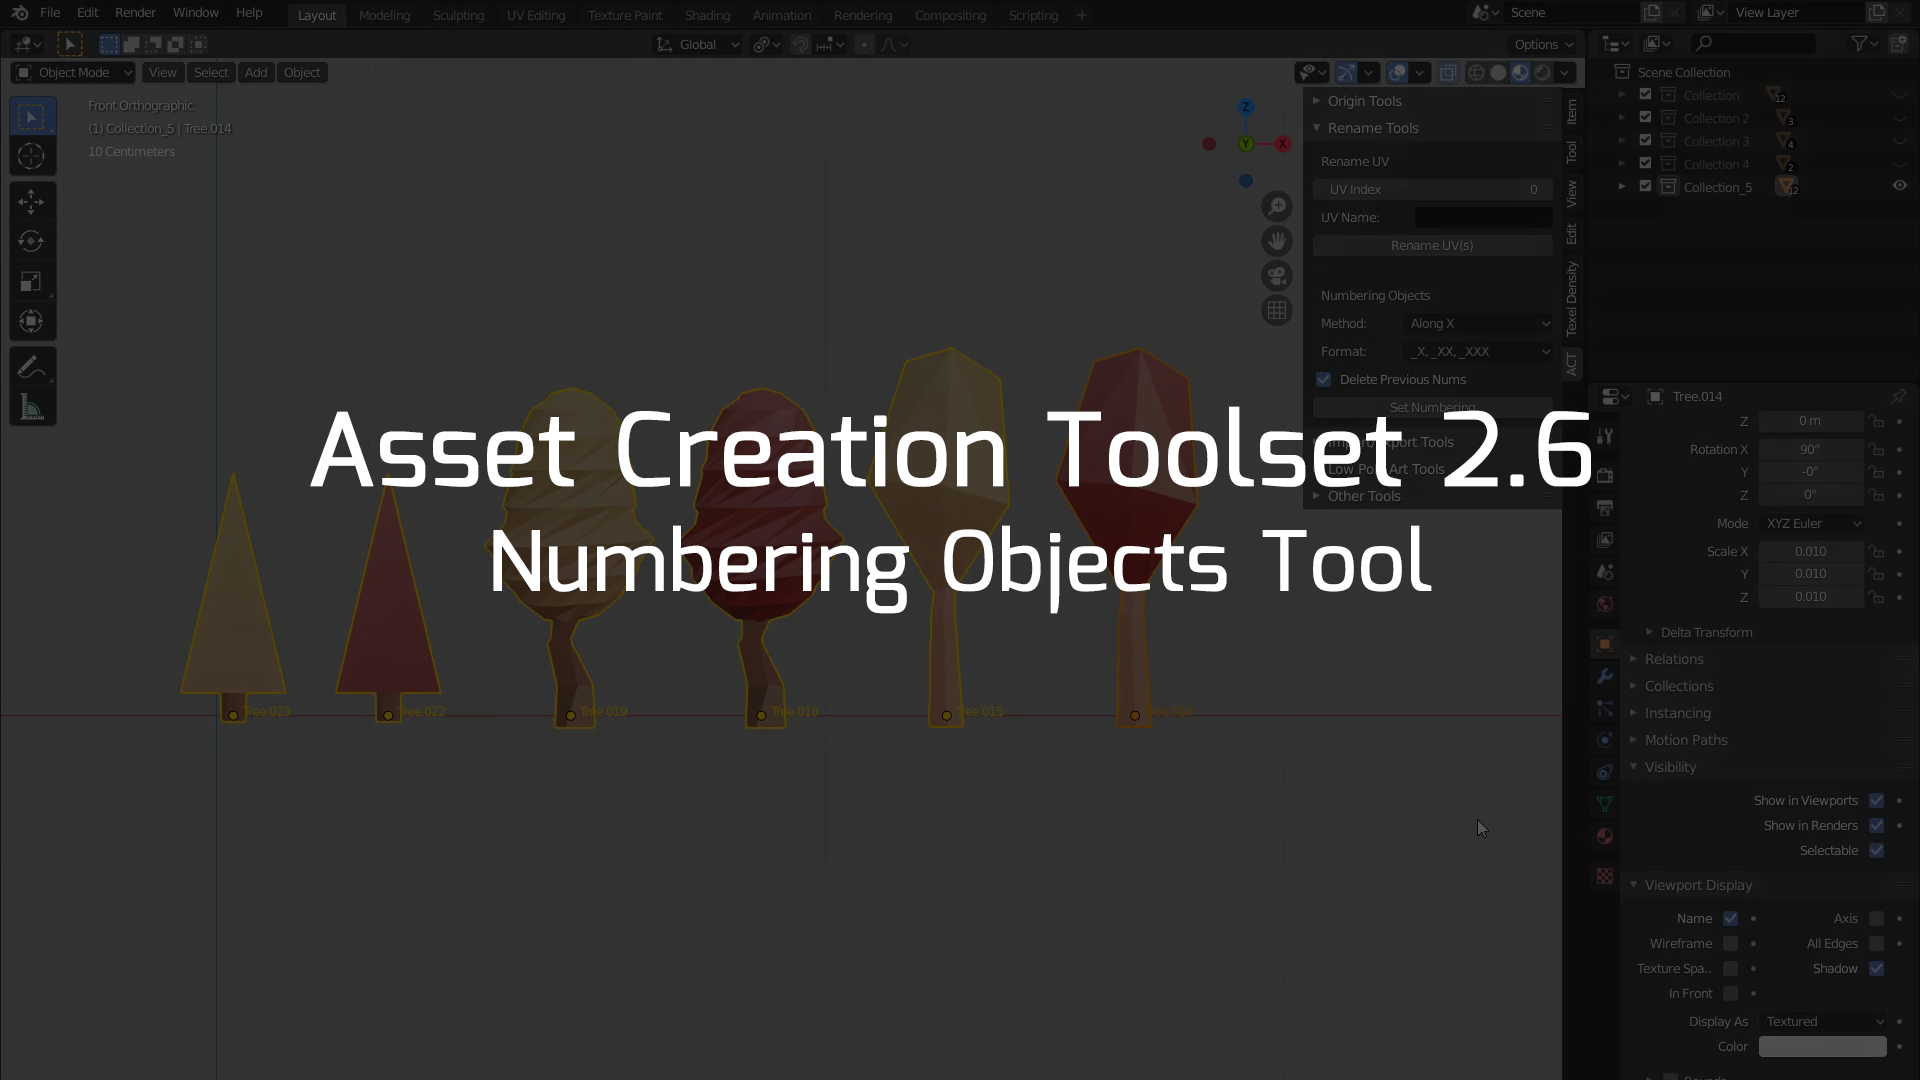 File Edit Render Window Help Layout Modeling Sculpting UV Editing Texture Paint Shading Animation Rendering Compositing Scripting + Scene View Layer
Global Options
Object Mode View Select Add Object
Front Orthographic
(1) Collection_5 | Tree.014
10 Centimeters
Z
Y
X
Origin Tools
Rename Tools
Rename UV
UV Index 0
UV Name:
Rename UV(s)
Numbering Objects
Method: Along X
Format: _X, _XX, _XXX
Delete Previous Nums
Set Numbering
Import/Export Tools
Low Poly Art Tools
Other Tools
Item
Tool
View
Edit
Texel Density
ACT
Scene Collection
Collection 12
Collection 2 3
Collection 3 4
Collection 4 2
Collection_5 12
Asset Creation Toolset 2.6
Numbering Objects Tool
Tree.023
Tree.022
Tree.019
Tree.018
Tree.015
Tree.014
Tree.014
Z 0 m
Rotation X 90°
Y -0°
Z 0°
Mode XYZ Euler
Scale X 0.010
Y 0.010
Z 0.010
Delta Transform
Relations
Collections
Instancing
Motion Paths
Visibility
Show in Viewports
Show in Renders
Selectable
Viewport Display
Name Axis
Wireframe All Edges
Texture Spa.. Shadow
In Front
Display As Textured
Color